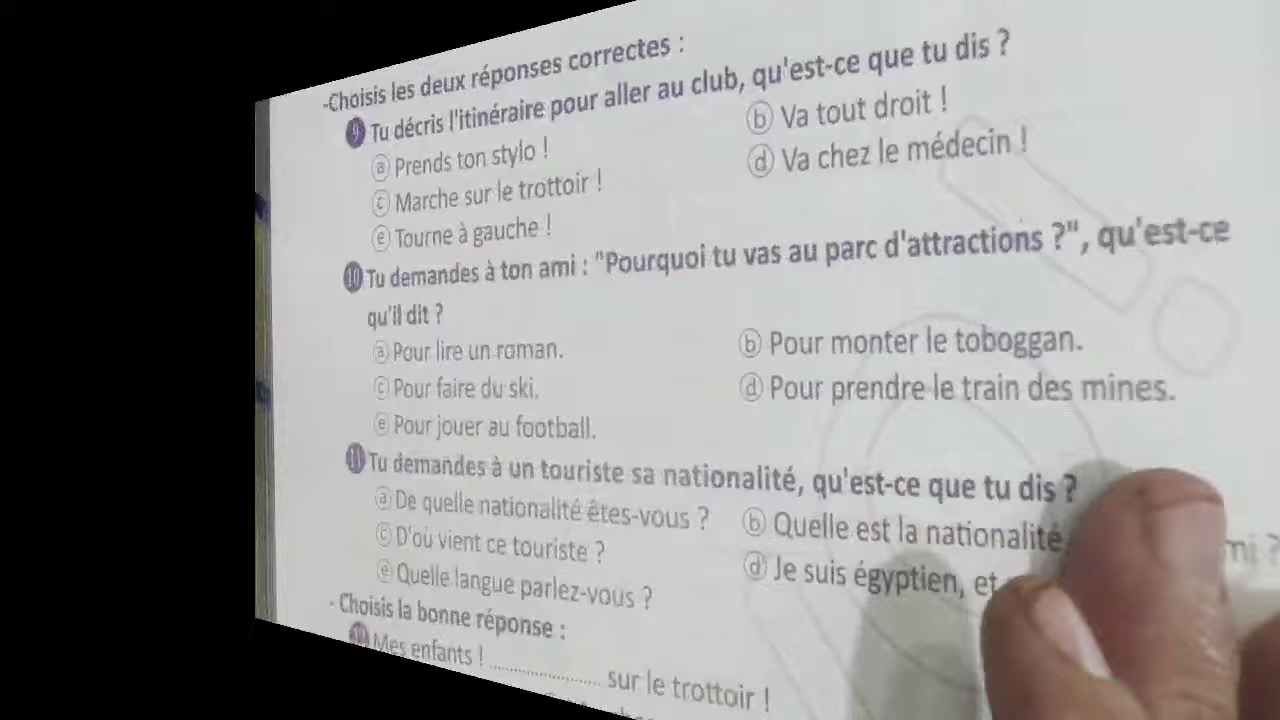 -Choisis les deux réponses correctes :
9 Tu décris l'itinéraire pour aller au club, qu'est-ce que tu dis ?
a Prends ton stylo !
b Va tout droit !
c Marche sur le trottoir !
d Va chez le médecin !
e Tourne à gauche !
10 Tu demandes à ton ami : "Pourquoi tu vas au parc d'attractions ?", qu'est-ce
qu'il dit ?
a Pour lire un roman.
b Pour monter le toboggan.
c Pour faire du ski.
d Pour prendre le train des mines.
e Pour jouer au football.
11 Tu demandes à un touriste sa nationalité, qu'est-ce que tu dis ?
a De quelle nationalité êtes-vous ?
b Quelle est la nationalité mi ?
c D'où vient ce touriste ?
d Je suis égyptien, et
e Quelle langue parlez-vous ?
- Choisis la bonne réponse :
Mes enfants ! .......................... sur le trottoir !